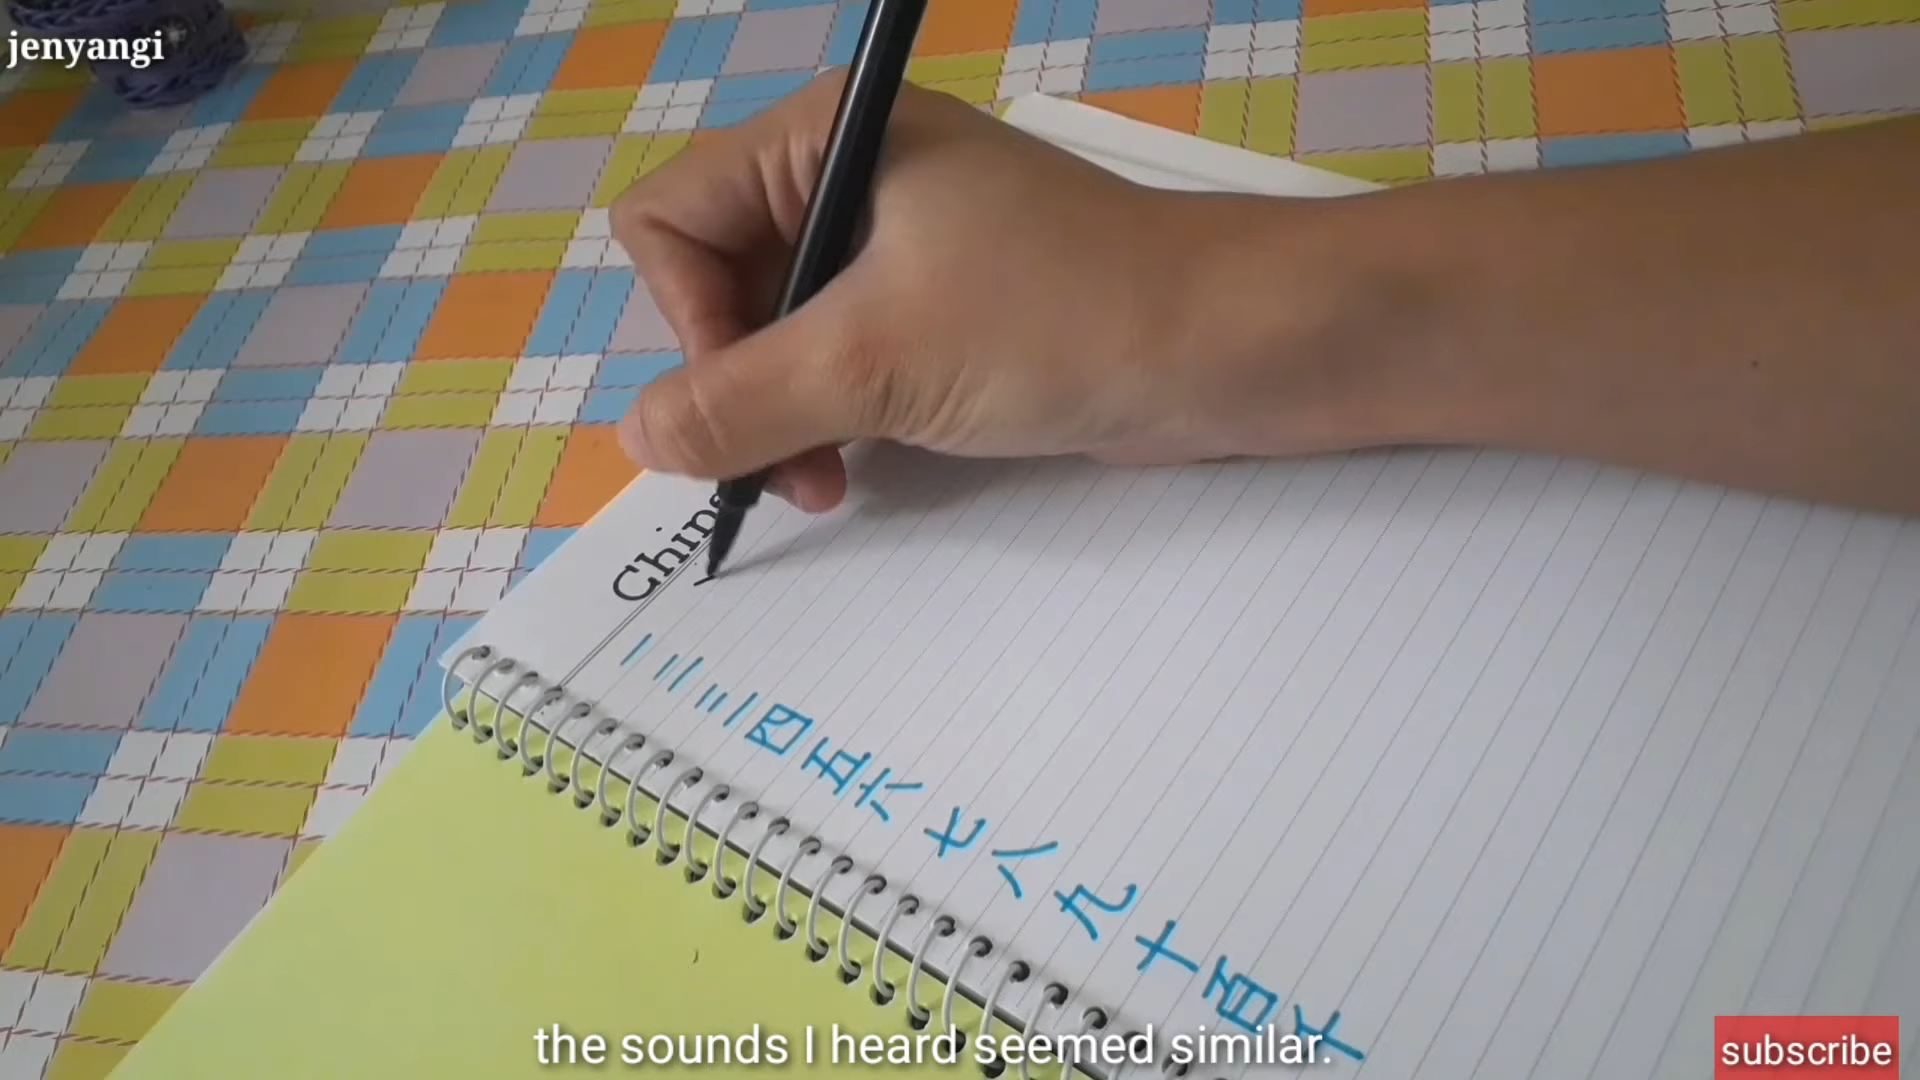 jenyangi
Chin
一
二
三
四
五
六
七
八
九
十
百
千
the sounds I heard seemed similar.
subscribe